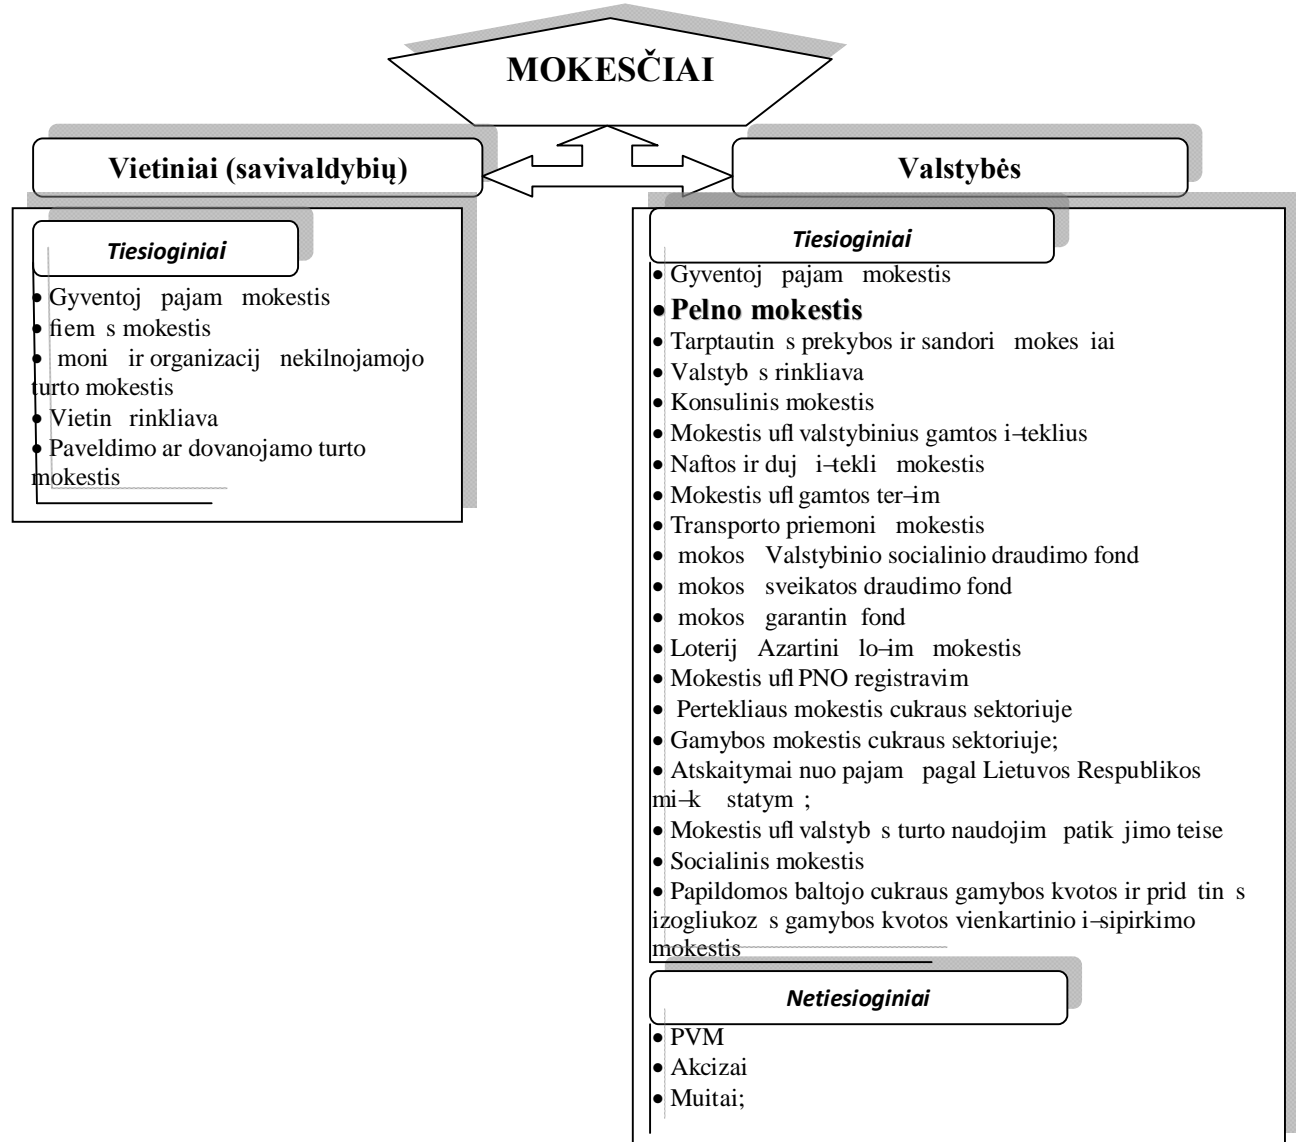 MOKESČIAI
Vietiniai (savivaldybių)
Valstybės
Tiesioginiai
• Gyventoj pajam mokestis
• fiem s mokestis
• moni ir organizacij nekilnojamojo
turto mokestis
• Vietin rinkliava
• Paveldimo ar dovanojamo turto
mokestis
Tiesioginiai
• Gyventoj pajam mokestis
• Pelno mokestis
• Tarptautin s prekybos ir sandori mokes iai
• Valstyb s rinkliava
• Konsulinis mokestis
• Mokestis ufl valstybinius gamtos i–teklius
• Naftos ir duj i–tekli mokestis
• Mokestis ufl gamtos ter–im
• Transporto priemoni mokestis
• mokos Valstybinio socialinio draudimo fond
• mokos sveikatos draudimo fond
• mokos garantin fond
• Loterij Azartini lo–im mokestis
• Mokestis ufl PNO registravim
• Pertekliaus mokestis cukraus sektoriuje
• Gamybos mokestis cukraus sektoriuje;
• Atskaitymai nuo pajam pagal Lietuvos Respublikos
mi–k statym ;
• Mokestis ufl valstyb s turto naudojim patik jimo teise
• Socialinis mokestis
• Papildomos baltojo cukraus gamybos kvotos ir prid tin s
izogliukoz s gamybos kvotos vienkartinio i–sipirkimo
mokestis
Netiesioginiai
• PVM
• Akcizai
• Muitai;